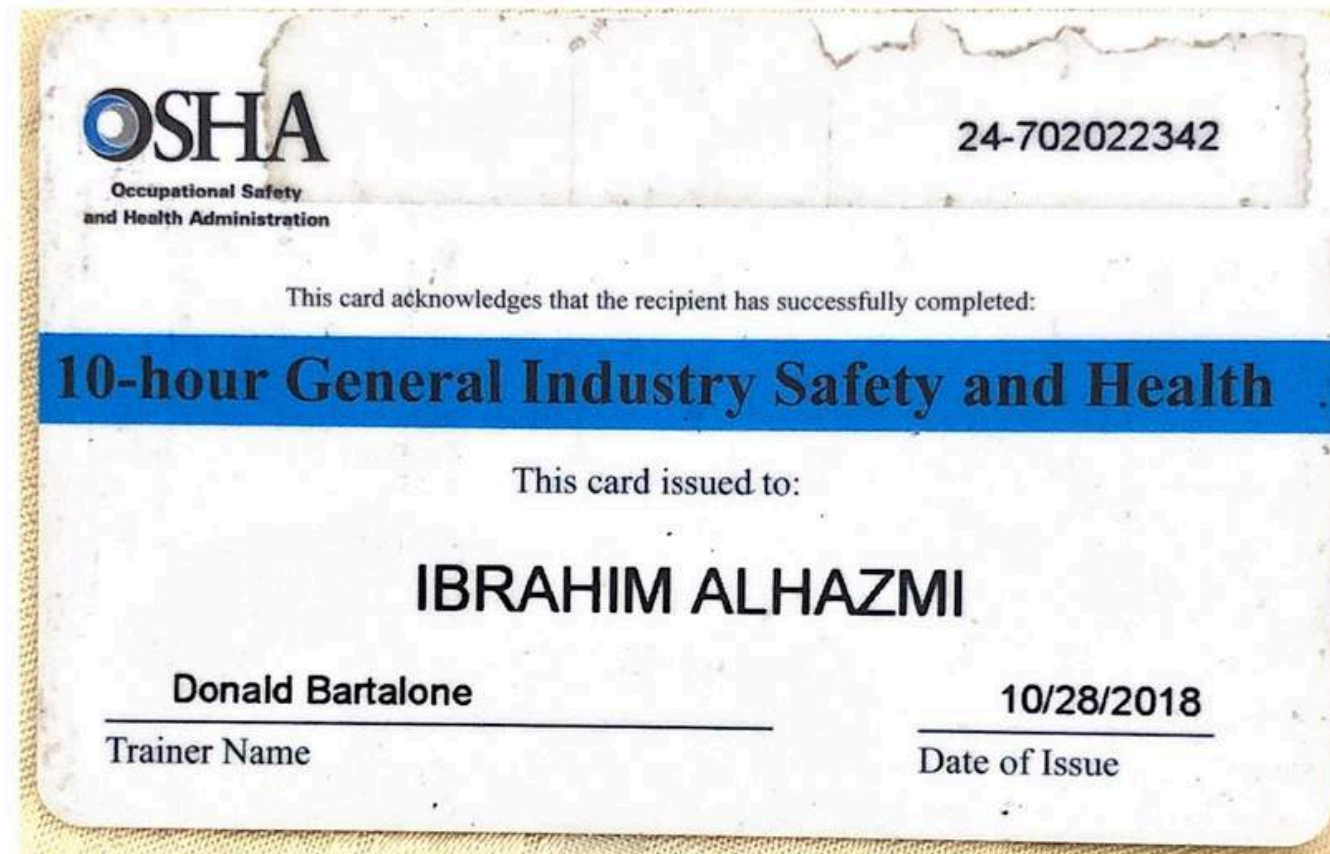 OSHA
Occupational Safety
and Health Administration
24-702022342
This card acknowledges that the recipient has successfully completed:
10-hour General Industry Safety and Health
This card issued to:
IBRAHIM ALHAZMI
Donald Bartalone
10/28/2018
Trainer Name
Date of Issue